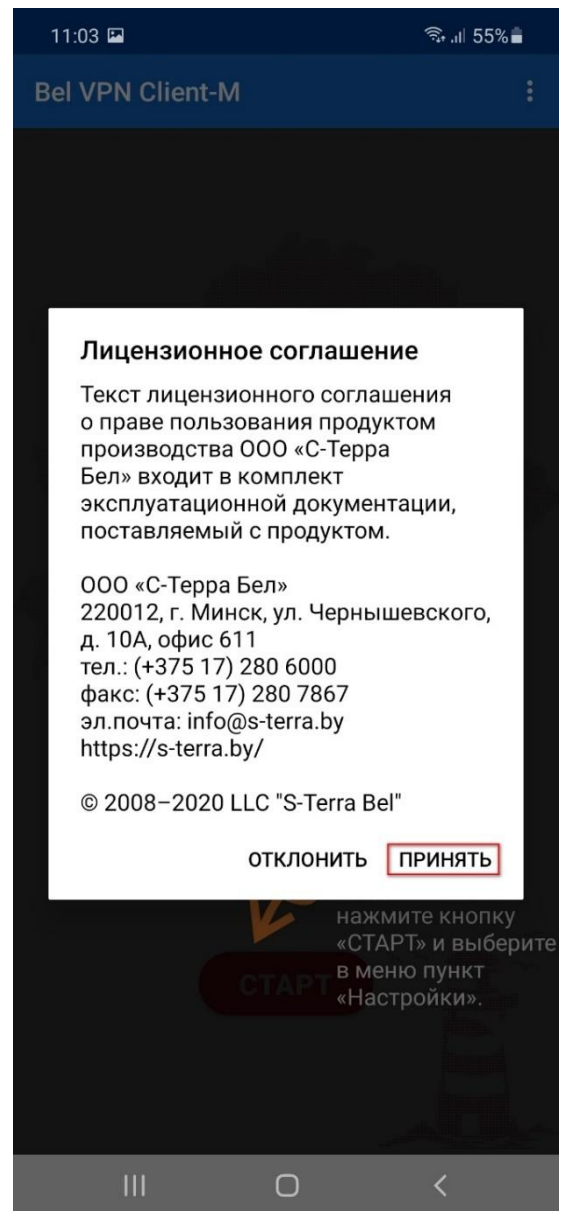 11:03 55%
Bel VPN Client-M
Лицензионное соглашение
Текст лицензионного соглашения
о праве пользования продуктом
производства ООО «С-Терра
Бел» входит в комплект
эксплуатационной документации,
поставляемый с продуктом.
ООО «С-Терра Бел»
220012, г. Минск, ул. Чернышевского,
д. 10А, офис 611
тел.: (+375 17) 280 6000
факс: (+375 17) 280 7867
эл.почта: info@s-terra.by
https://s-terra.by/
© 2008–2020 LLC "S-Terra Bel"
ОТКЛОНИТЬ ПРИНЯТЬ
нажмите кнопку
«СТАРТ» и выберите
в меню пункт
«Настройки».
СТАРТ